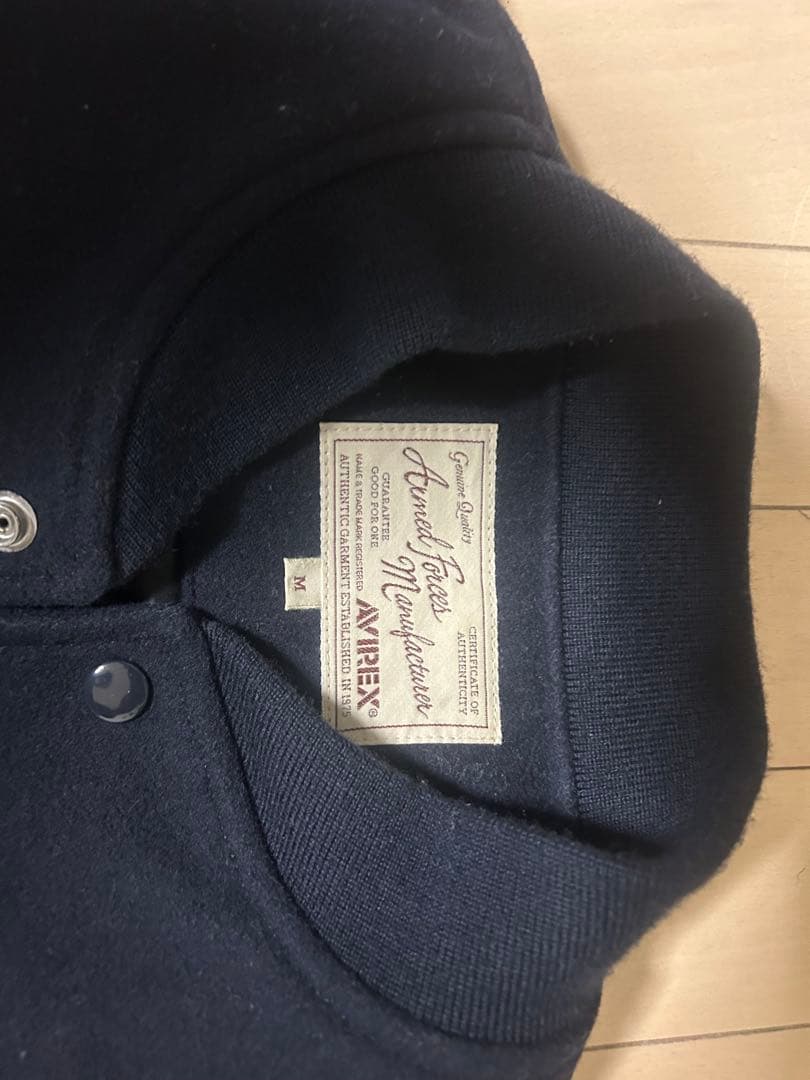 Genuine Quality
Armed Forces
Manufacturer
CERTIFICATE OF
AUTHENTICITY
GUARANTEE
GOOD FOR ONE
NAME & TRADE MARK REGISTERED
AVIREX®
AUTHENTIC GARMENT ESTABLISHED IN 1975
M